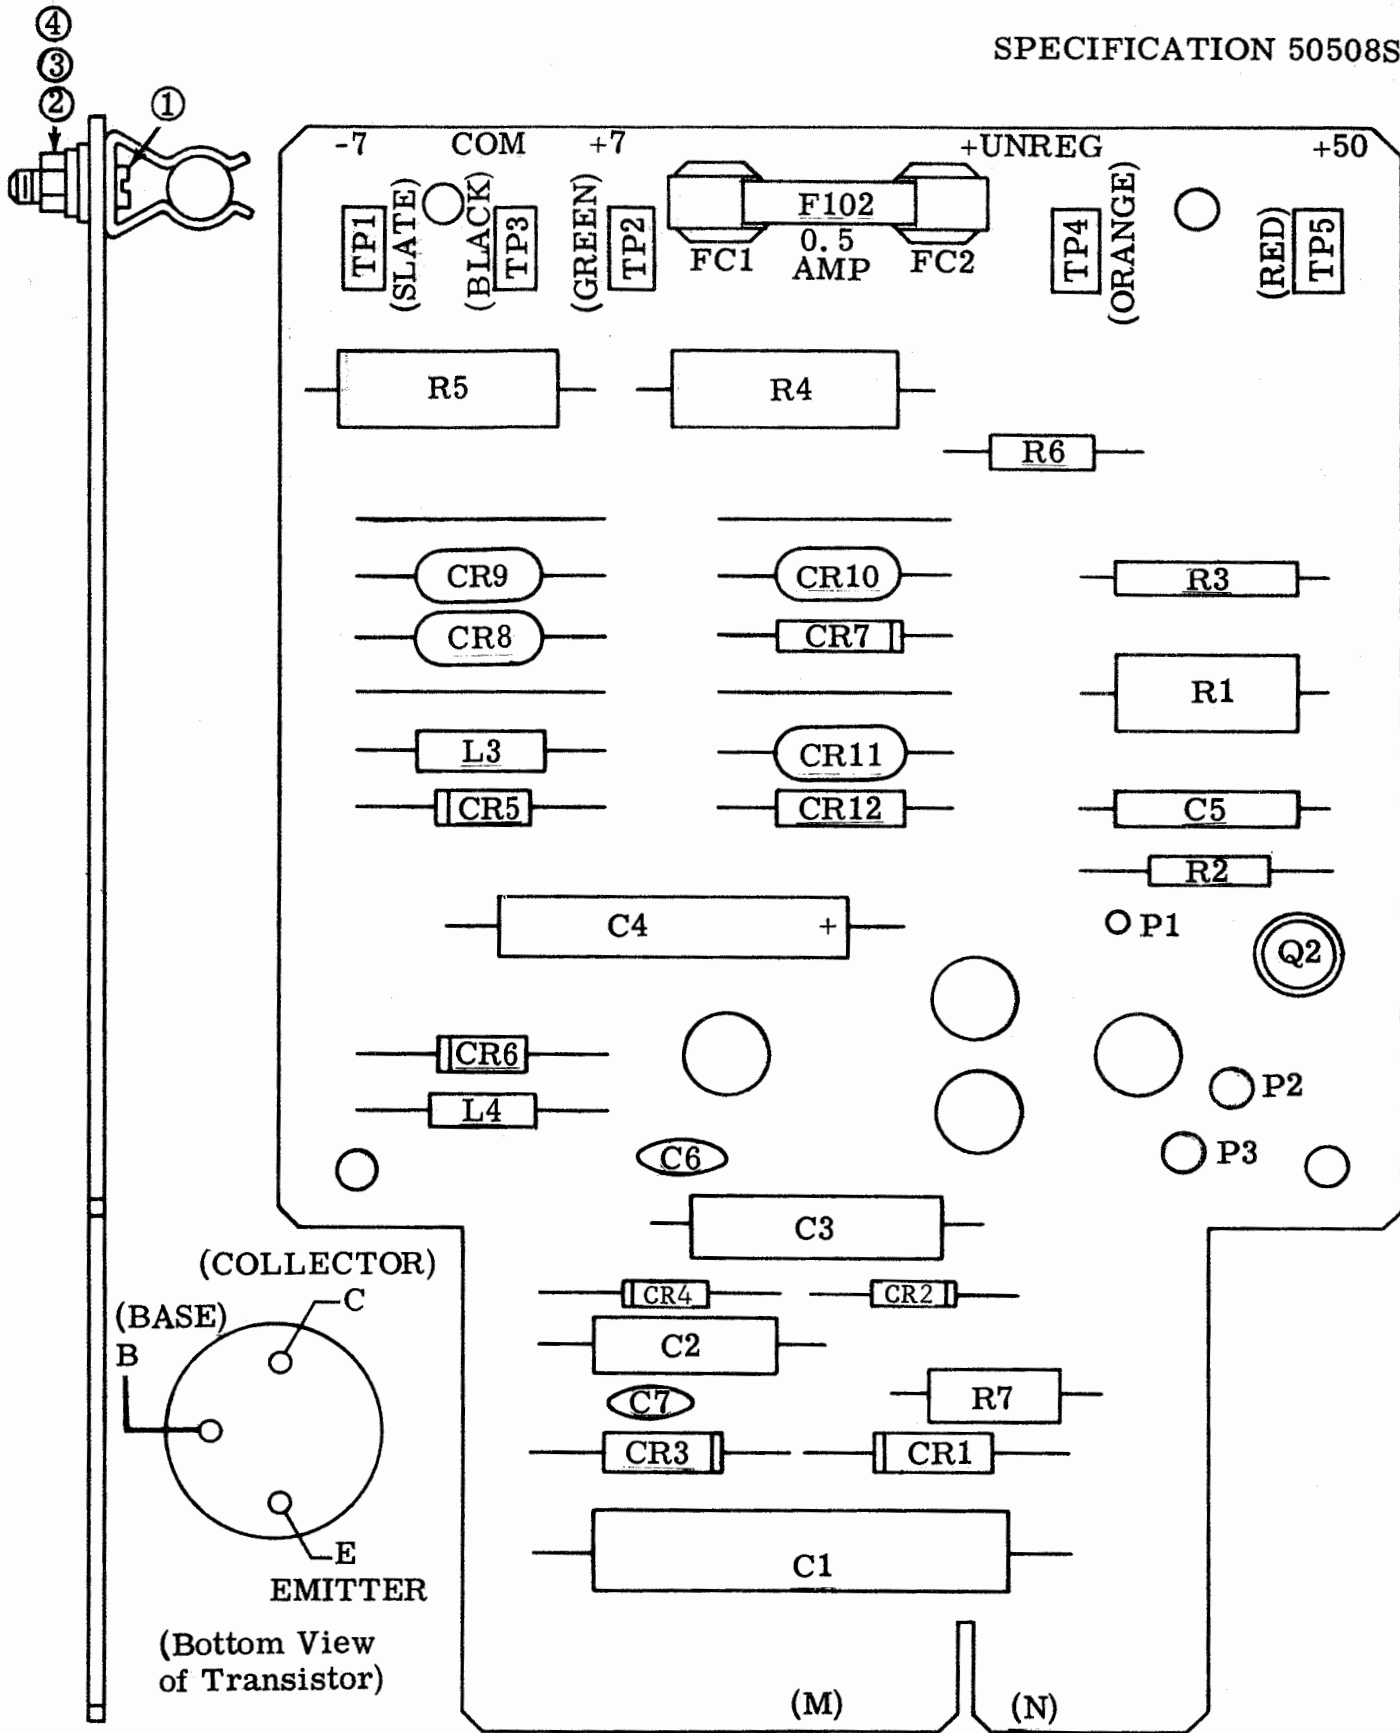 ④
③
②
①
SPECIFICATION 50508S
-7 COM +7 +UNREG +50
TP1
(SLATE)
(BLACK)
TP3
(GREEN)
TP2
F102
0.5
AMP
FC1
FC2
TP4
(ORANGE)
(RED)
TP5
R5
R4
R6
CR9
CR10
R3
CR8
CR7
R1
L3
CR11
CR5
CR12
C5
R2
C4 +
P1
Q2
CR6
P2
L4
C6
P3
C3
CR4
CR2
C2
C7
R7
CR3
CR1
C1
(M)
(N)
(COLLECTOR)
C
(BASE)
B
E
EMITTER
(Bottom View
of Transistor)